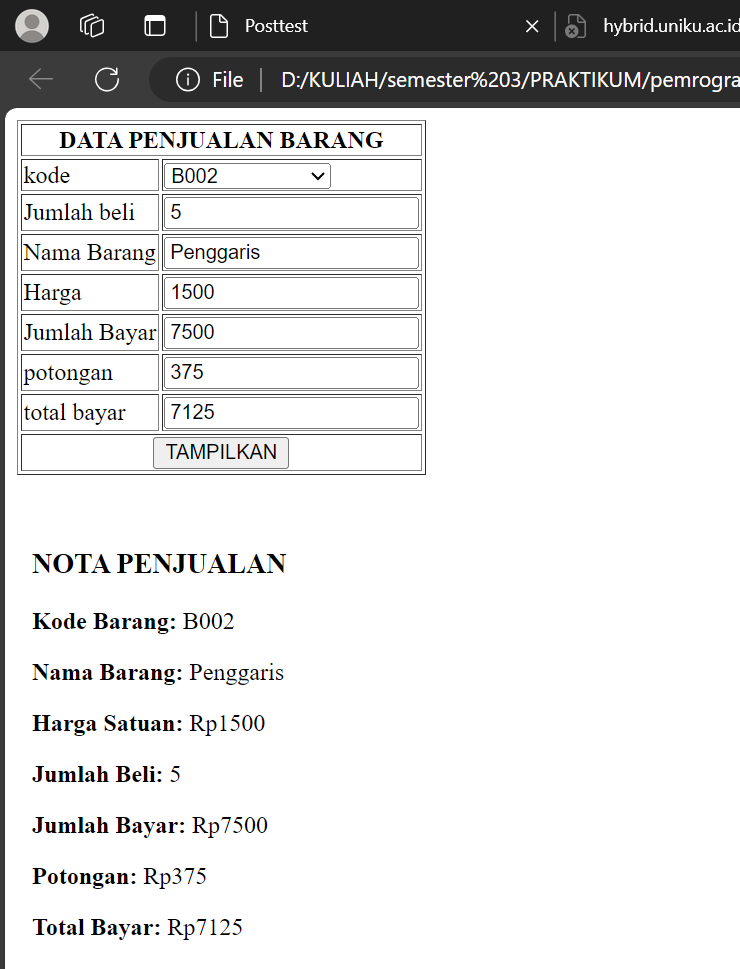 Posttest
hybrid.uniku.ac.id
File
D:/KULIAH/semester%203/PRAKTIKUM/pemrogra
DATA PENJUALAN BARANG
kode B002
Jumlah beli 5
Nama Barang Penggaris
Harga 1500
Jumlah Bayar 7500
potongan 375
total bayar 7125
TAMPILKAN
NOTA PENJUALAN
Kode Barang: B002
Nama Barang: Penggaris
Harga Satuan: Rp1500
Jumlah Beli: 5
Jumlah Bayar: Rp7500
Potongan: Rp375
Total Bayar: Rp7125